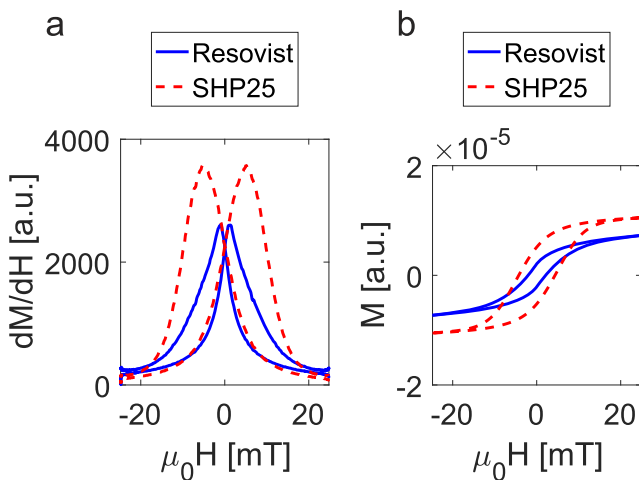 a
Resovist
SHP25
4000
2000
0
dM/dH [a.u.]
-20 0 20
μ₀H [mT]
b
Resovist
SHP25
×10⁻⁵
2
0
-2
M [a.u.]
-20 0 20
μ₀H [mT]